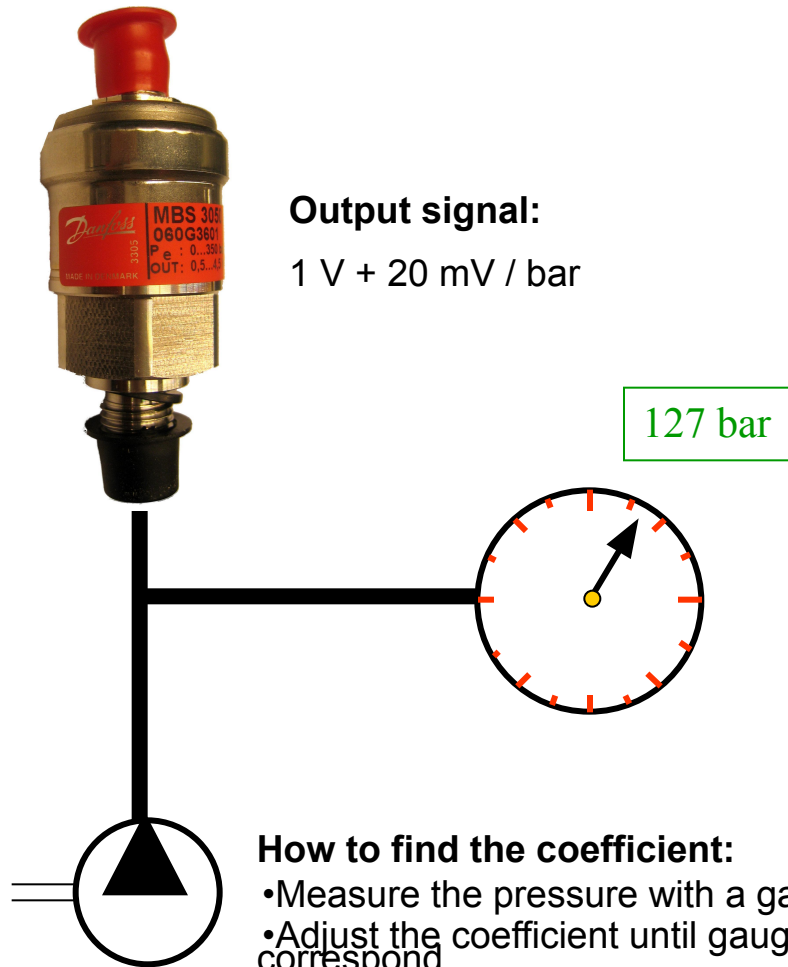 Danfoss
3305
MADE IN DENMARK
MBS 305
060G3601
Pe : 0...350
OUT: 0,5...4,5
Output signal:
1 V + 20 mV / bar
127 bar
How to find the coefficient:
•Measure the pressure with a ga
•Adjust the coefficient until gaug
correspond